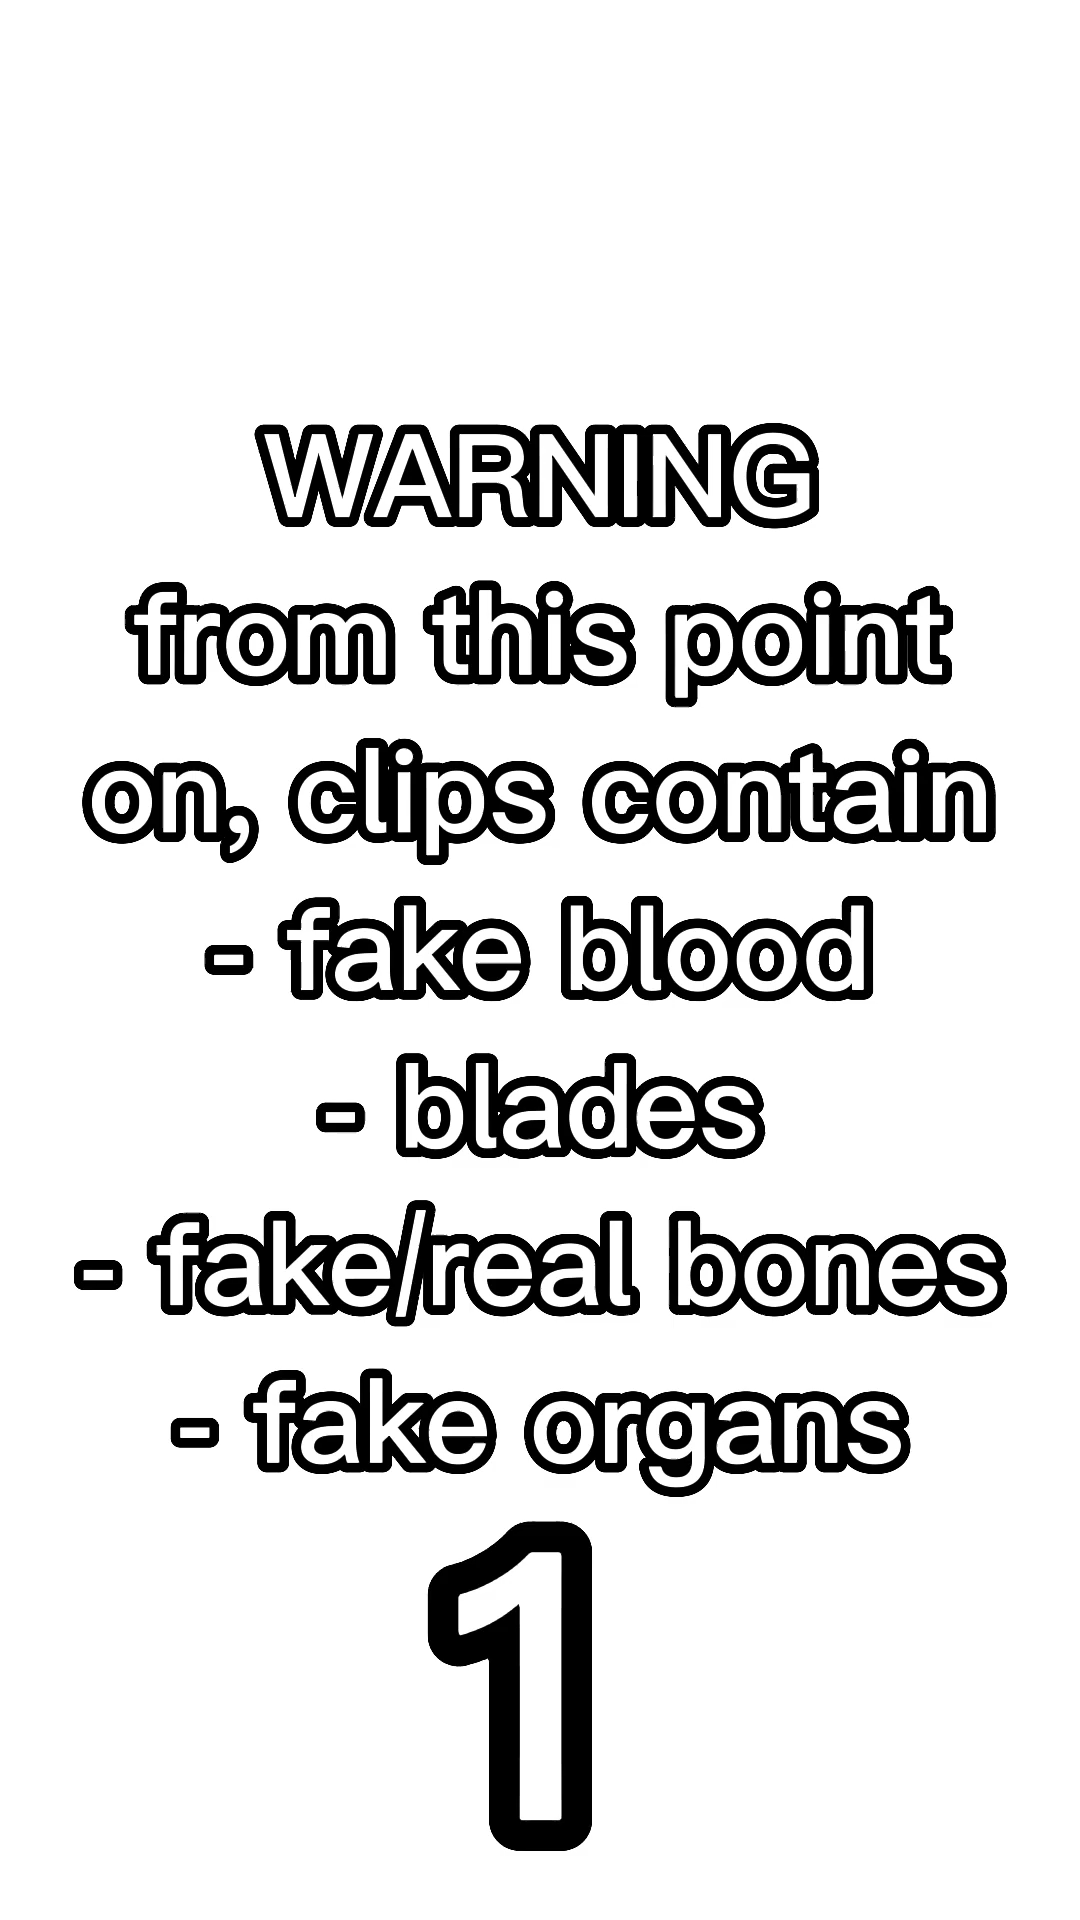 WARNING
from this point
on, clips contain
- fake blood
- blades
- fake/real bones
- fake organs
1